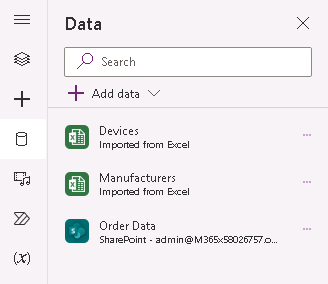 Data
Search
Add data
Devices
Imported from Excel
Manufacturers
Imported from Excel
Order Data
SharePoint - admin@M365x58026757.o...
(x)